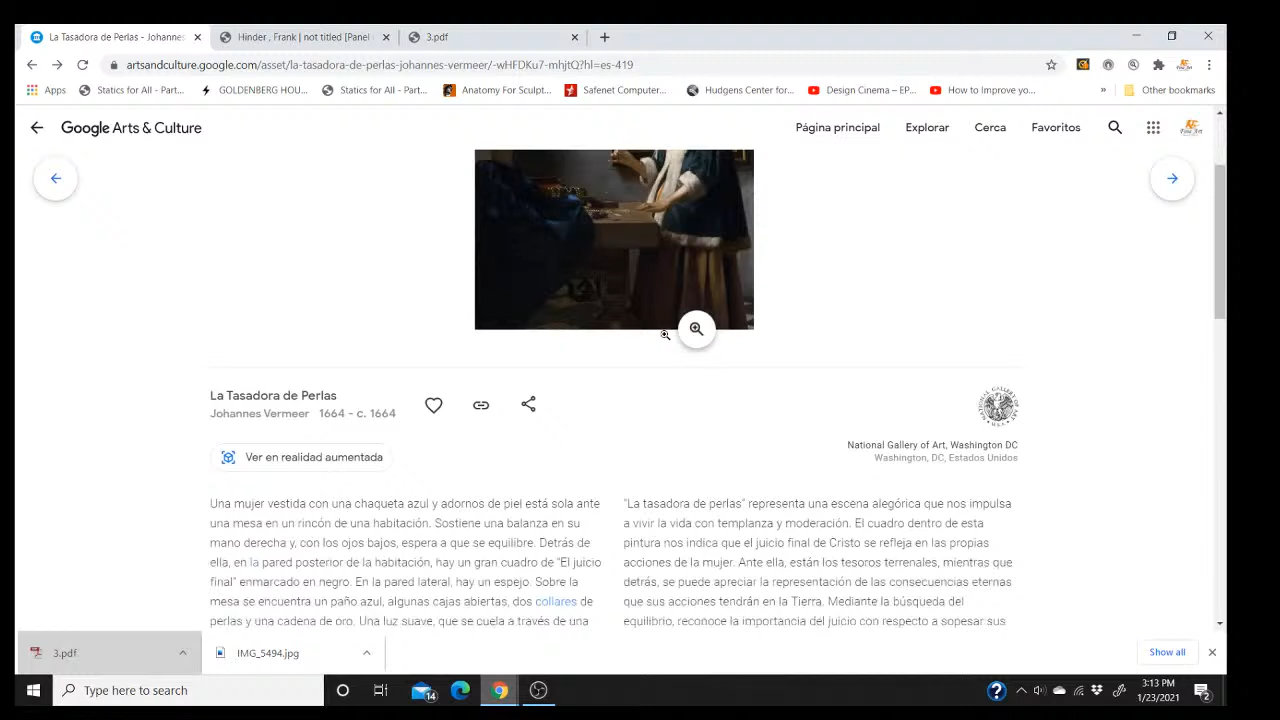 La Tasadora de Perlas - Johannes
Hinder , Frank | not titled [Panel
3.pdf
artsandculture.google.com/asset/la-tasadora-de-perlas-johannes-vermeer/-wHFDKu7-mhjtQ?hl=es-419
Apps
Statics for All - Part...
GOLDENBERG HOU...
Statics for All - Part...
Anatomy For Sculpt...
Safenet Computer...
Hudgens Center for...
Design Cinema – EP...
How to Improve yo...
»
Other bookmarks
Google Arts & Culture
Página principal
Explorar
Cerca
Favoritos
La Tasadora de Perlas
Johannes Vermeer 1664 - c. 1664
National Gallery of Art, Washington DC
Washington, DC, Estados Unidos
Ver en realidad aumentada
Una mujer vestida con una chaqueta azul y adornos de piel está sola ante
una mesa en un rincón de una habitación. Sostiene una balanza en su
mano derecha y, con los ojos bajos, espera a que se equilibre. Detrás de
ella, en la pared posterior de la habitación, hay un gran cuadro de "El juicio
final" enmarcado en negro. En la pared lateral, hay un espejo. Sobre la
mesa se encuentra un paño azul, algunas cajas abiertas, dos collares de
perlas y una cadena de oro. Una luz suave, que se cuela a través de una
"La tasadora de perlas" representa una escena alegórica que nos impulsa
a vivir la vida con templanza y moderación. El cuadro dentro de esta
pintura nos indica que el juicio final de Cristo se refleja en las propias
acciones de la mujer. Ante ella, están los tesoros terrenales, mientras que
detrás, se puede apreciar la representación de las consecuencias eternas
que sus acciones tendrán en la Tierra. Mediante la búsqueda del
equilibrio, reconoce la importancia del juicio con respecto a sopesar sus
3.pdf
IMG_5494.jpg
Show all
Type here to search
14
3:13 PM
1/23/2021
2